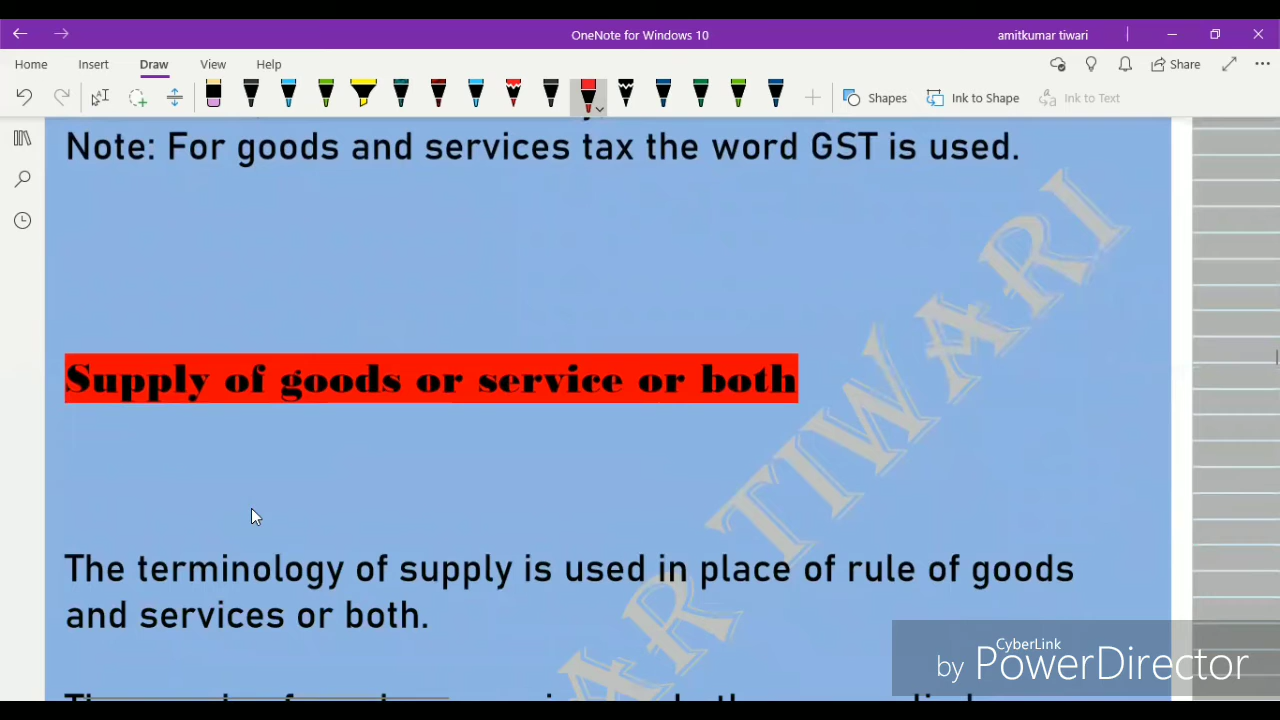 OneNote for Windows 10
amitkumar tiwari
Home Insert Draw View Help
Share
Shapes Ink to Shape Ink to Text
Note: For goods and services tax the word GST is used.
Supply of goods or service or both
The terminology of supply is used in place of rule of goods
and services or both.
AR TIWARI
CyberLink
by PowerDirector